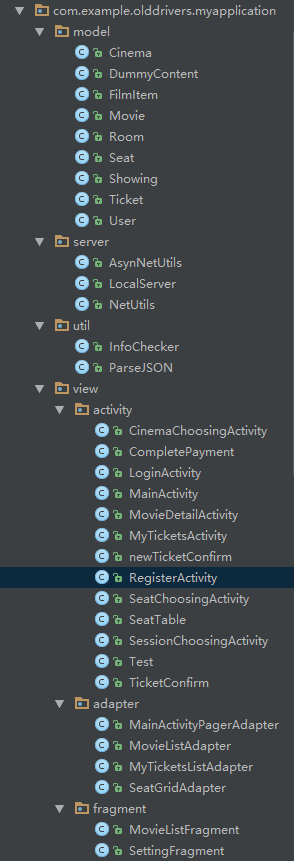 com.example.olddrivers.myapplication
model
Cinema
DummyContent
FilmItem
Movie
Room
Seat
Showing
Ticket
User
server
AsynNetUtils
LocalServer
NetUtils
util
InfoChecker
ParseJSON
view
activity
CinemaChoosingActivity
CompletePayment
LoginActivity
MainActivity
MovieDetailActivity
MyTicketsActivity
newTicketConfirm
RegisterActivity
SeatChoosingActivity
SeatTable
SessionChoosingActivity
Test
TicketConfirm
adapter
MainActivityPagerAdapter
MovieListAdapter
MyTicketsListAdapter
SeatGridAdapter
fragment
MovieListFragment
SettingFragment